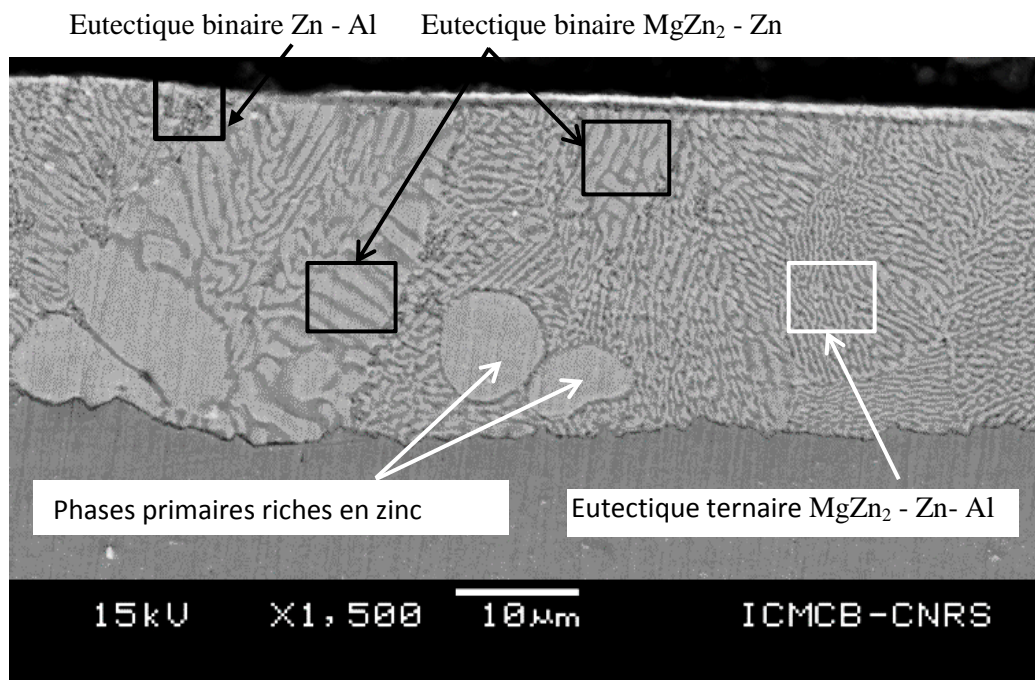 Eutectique binaire Zn - Al
Eutectique binaire MgZn₂ - Zn
Phases primaires riches en zinc
Eutectique ternaire MgZn₂ - Zn- Al
15kV X1,500 10µm ICMCB-CNRS